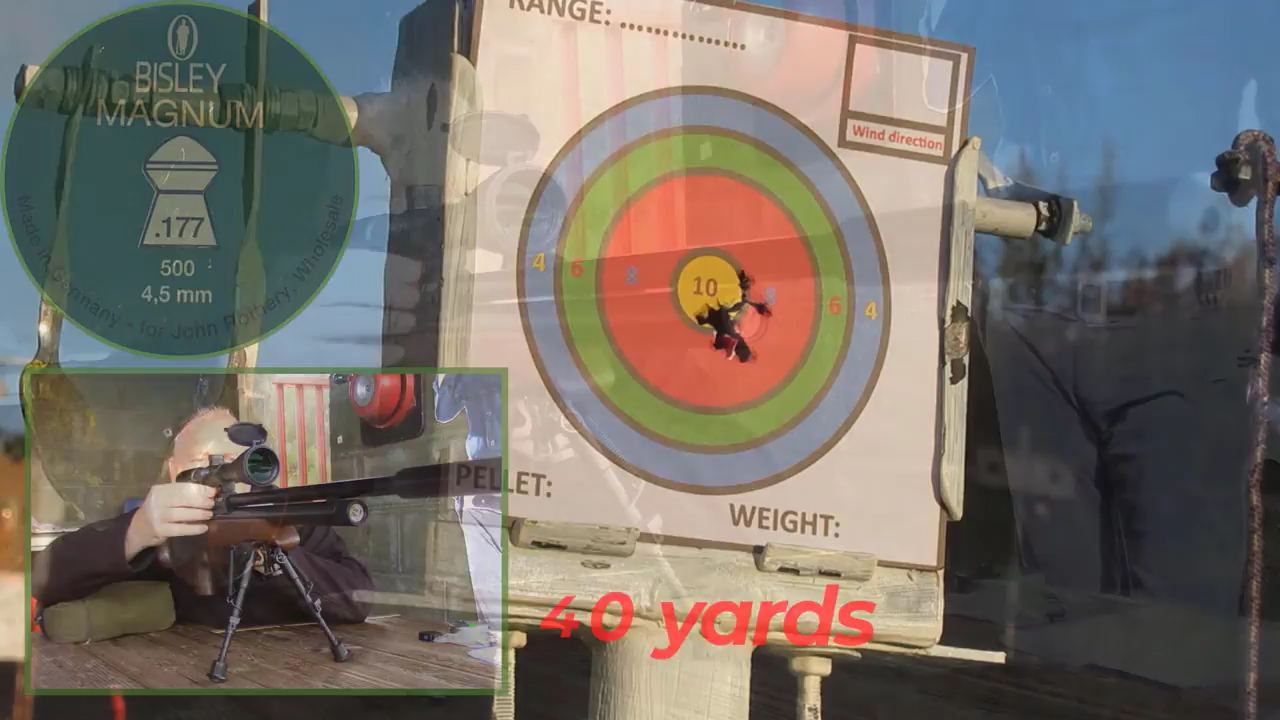 RANGE: ...............
BISLEY
MAGNUM
.177
500
4,5 mm
Made in Germany - for John Rothery Wholesale
Wind direction
4 6 8 10 8 6 4
PELLET:
WEIGHT:
40 yards